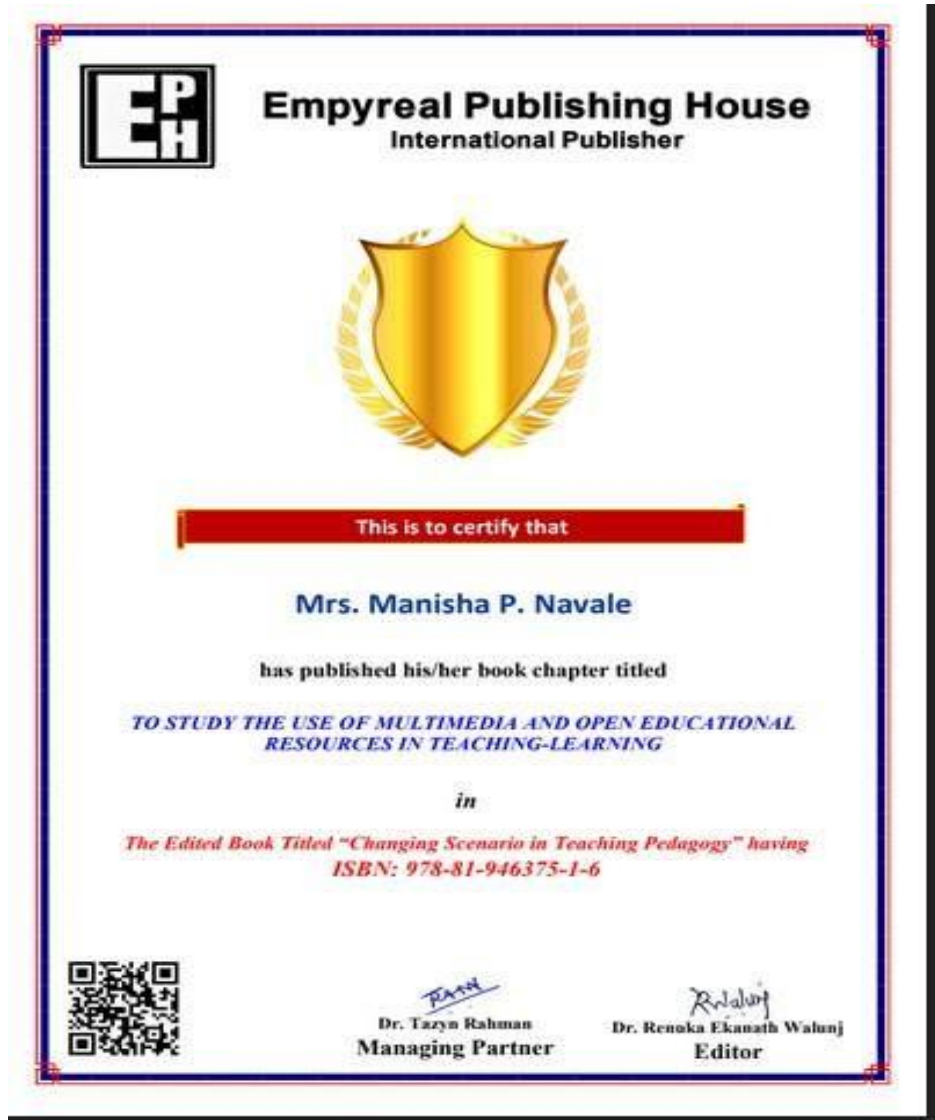 EPH
Empyreal Publishing House
International Publisher
This is to certify that
Mrs. Manisha P. Navale
has published his/her book chapter titled
TO STUDY THE USE OF MULTIMEDIA AND OPEN EDUCATIONAL
RESOURCES IN TEACHING-LEARNING
in
The Edited Book Titled “Changing Scenario in Teaching Pedagogy” having
ISBN: 978-81-946375-1-6
Dr. Tazyn Rahman
Managing Partner
RWalunj
Dr. Renuka Ekanath Walunj
Editor